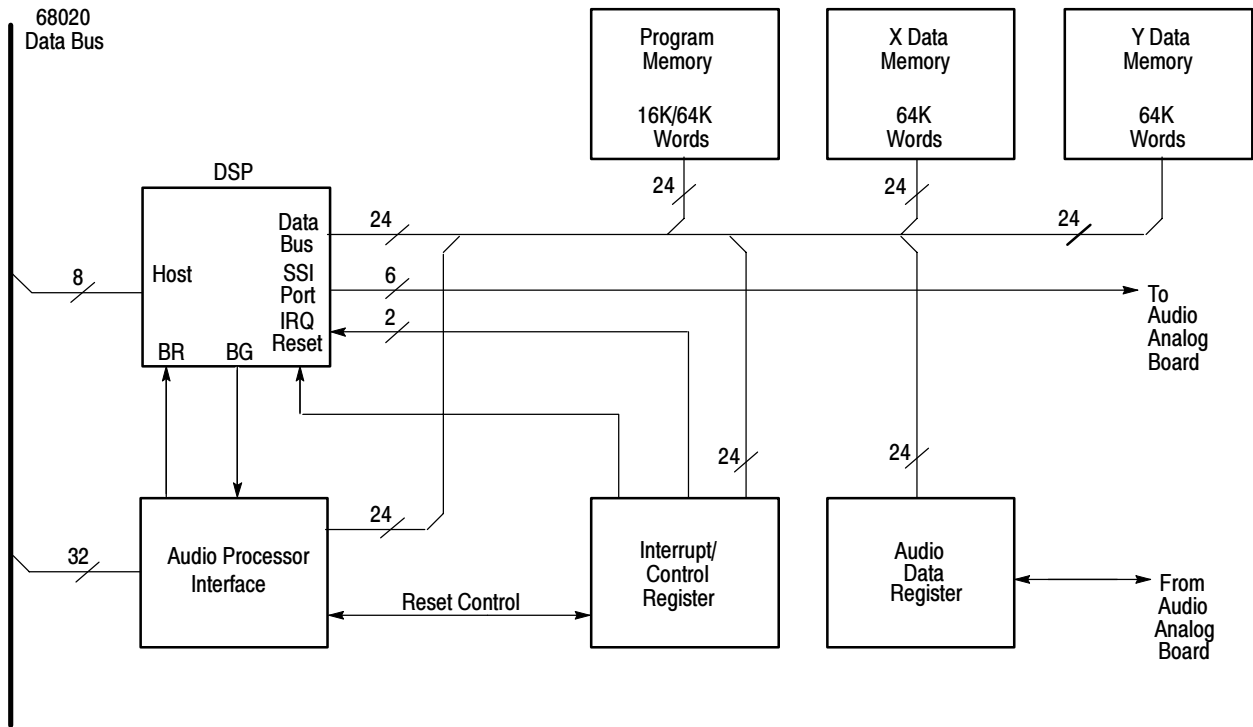 68020
Data Bus
Program
Memory
16K/64K
Words
X Data
Memory
64K
Words
Y Data
Memory
64K
Words
24
24
24
DSP
Data
Bus
24
Host
8
SSI
Port
6
IRQ
Reset
2
BR
BG
To
Audio
Analog
Board
24
24
24
32
Audio Processor
Interface
Reset Control
Interrupt/
Control
Register
Audio
Data
Register
From
Audio
Analog
Board